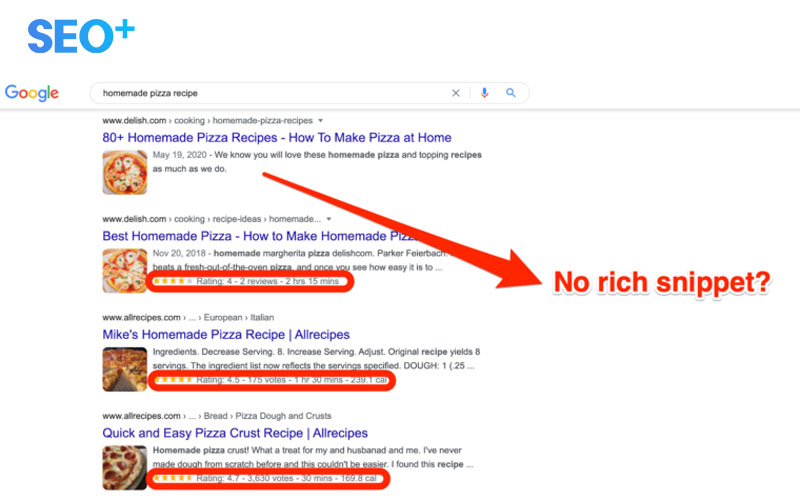 SEO+
Google
homemade pizza recipe
www.delish.com › cooking › homemade-pizza-recipes
80+ Homemade Pizza Recipes - How To Make Pizza at Home
May 19, 2020 - We know you will love these homemade pizza and topping recipes
as much as we do.
www.delish.com › cooking › recipe-ideas › homemade...
Best Homemade Pizza - How to Make Homemade Piz
Nov 20, 2018 - homemade margherita pizza delishcom. Parker Feierbach.
beats a fresh-out-of-the-oven pizza, and once you see how easy it is to ...
Rating: 4 - 2 reviews - 2 hrs 15 mins
No rich snippet?
www.allrecipes.com › ... › European › Italian
Mike's Homemade Pizza Recipe | Allrecipes
Ingredients. Decrease Serving. 8. Increase Serving. Adjust. Original recipe yields 8
servings. The ingredient list now reflects the servings specified. DOUGH: 1 (.25 ...
Rating: 4.5 - 175 votes - 1 hr 30 mins - 239.1 cal
www.allrecipes.com › ... › Bread › Pizza Dough and Crusts
Quick and Easy Pizza Crust Recipe | Allrecipes
Homemade pizza crust! What a treat for my and husbanad and me. I've never
made dough from scratch before and this couldn't be easier. I found this recipe ...
Rating: 4.7 - 3,630 votes - 30 mins - 169.8 cal